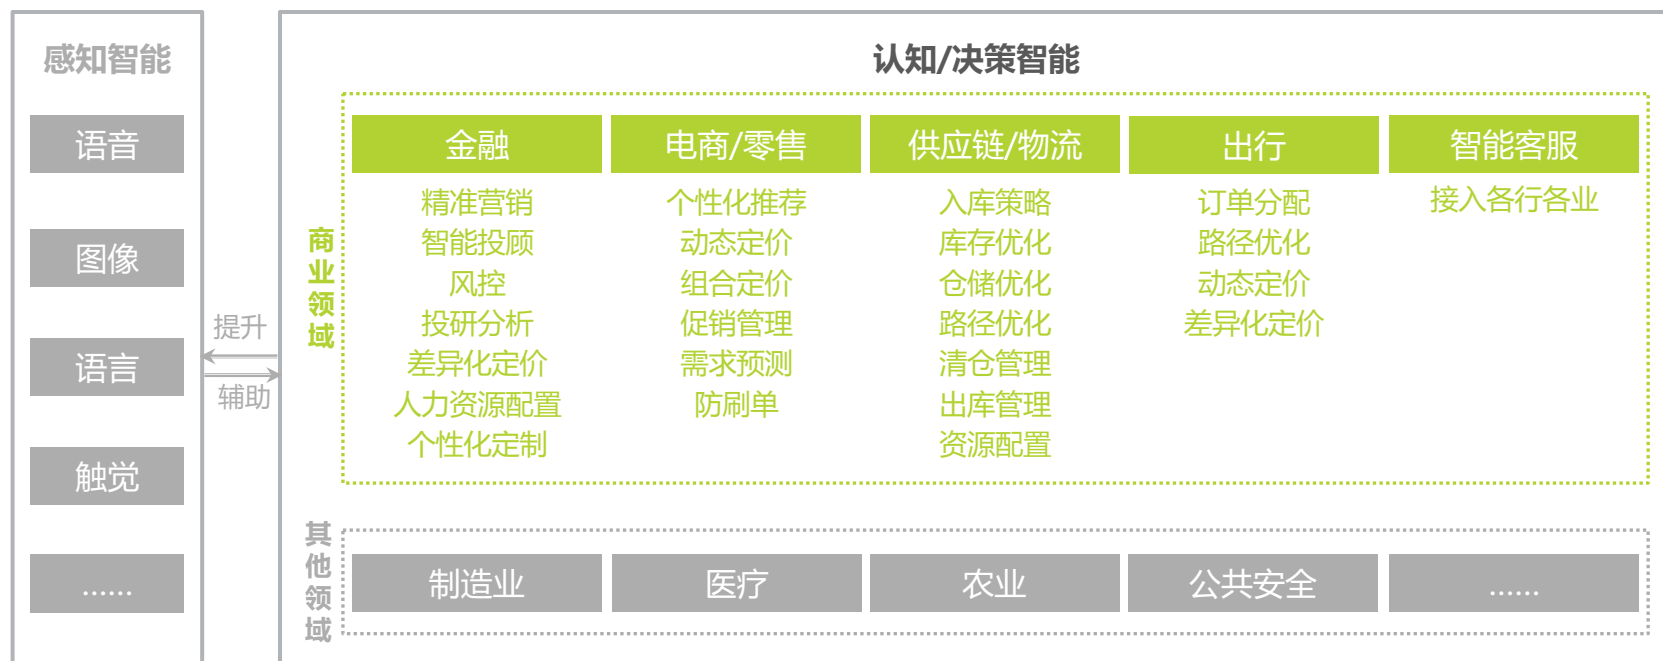 感知智能
语音
图像
语言
触觉
......
提升
辅助
认知/决策智能
商业领域
金融
精准营销
智能投顾
风控
投研分析
差异化定价
人力资源配置
个性化定制
电商/零售
个性化推荐
动态定价
组合定价
促销管理
需求预测
防刷单
供应链/物流
入库策略
库存优化
仓储优化
路径优化
清仓管理
出库管理
资源配置
出行
订单分配
路径优化
动态定价
差异化定价
智能客服
接入各行各业
其他领域
制造业
医疗
农业
公共安全
......